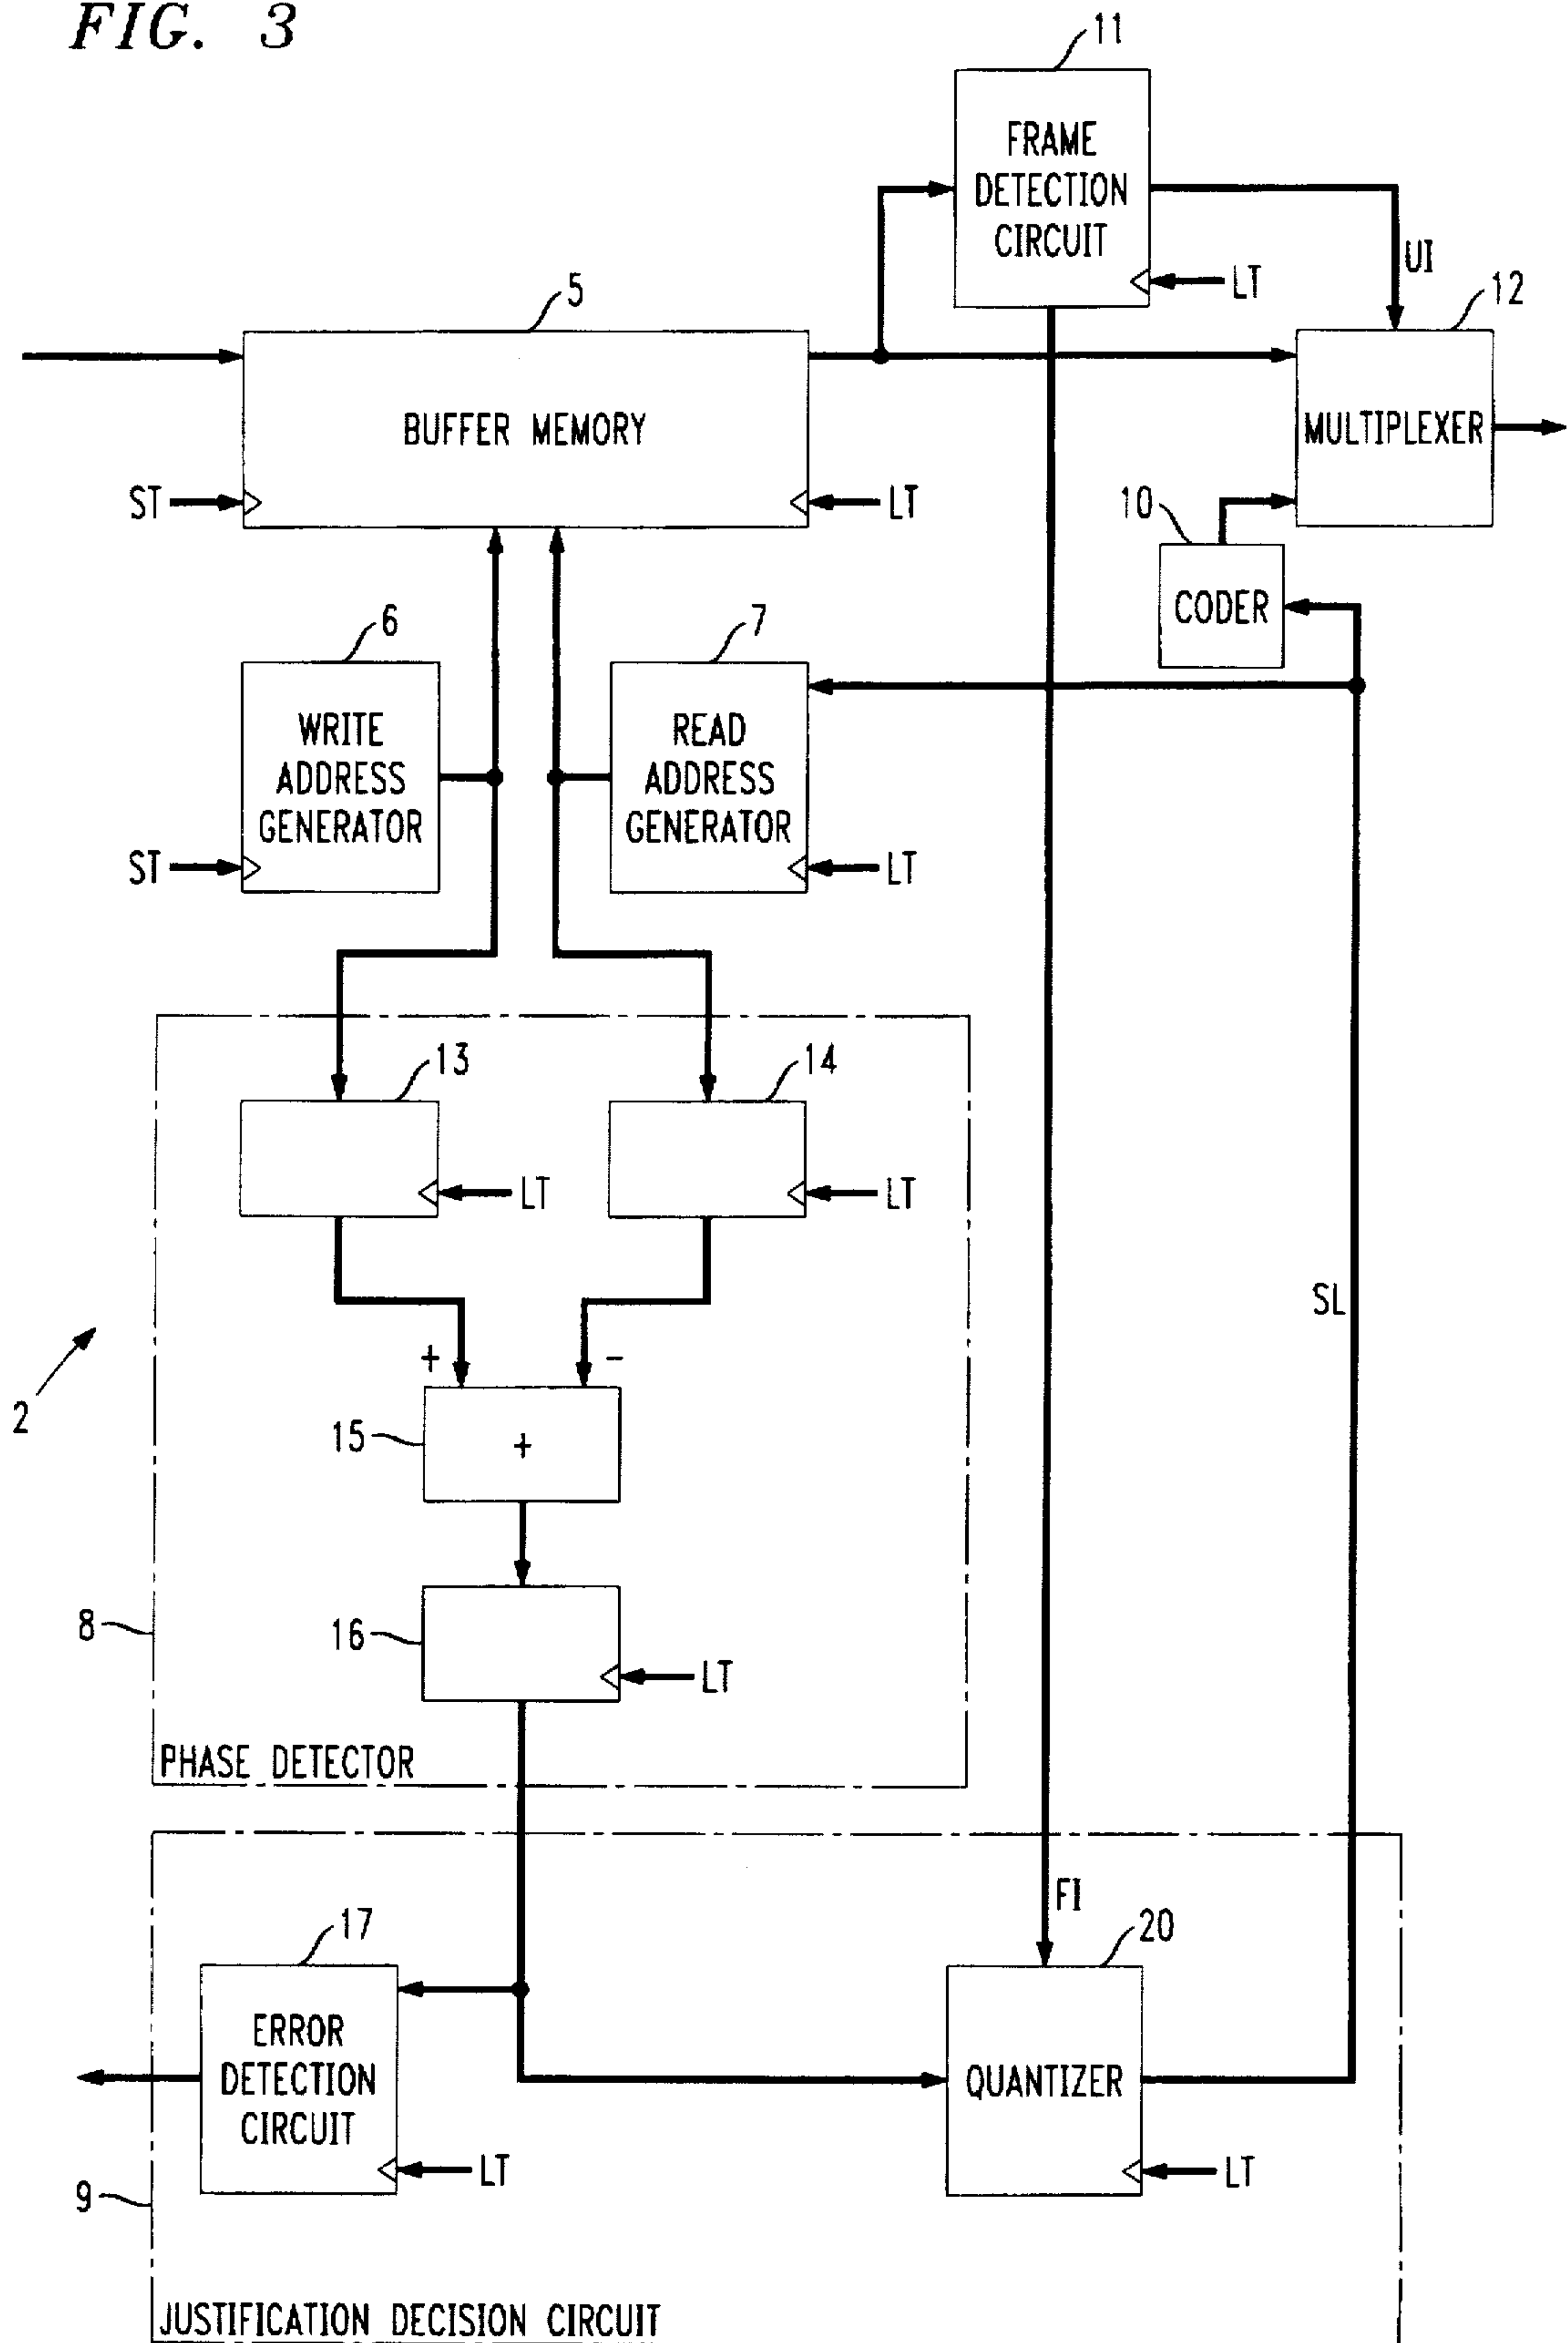 FIG. 3
11
FRAME
DETECTION
CIRCUIT
LT
UI
12
5
BUFFER MEMORY
MULTIPLEXER
ST
LT
10
CODER
6
7
WRITE
ADDRESS
GENERATOR
READ
ADDRESS
GENERATOR
ST
LT
13
14
LT
LT
SL
+
-
2
15
+
8
16
LT
PHASE DETECTOR
FI
17
20
ERROR
DETECTION
CIRCUIT
QUANTIZER
LT
LT
9
JUSTIFICATION DECISION CIRCUIT